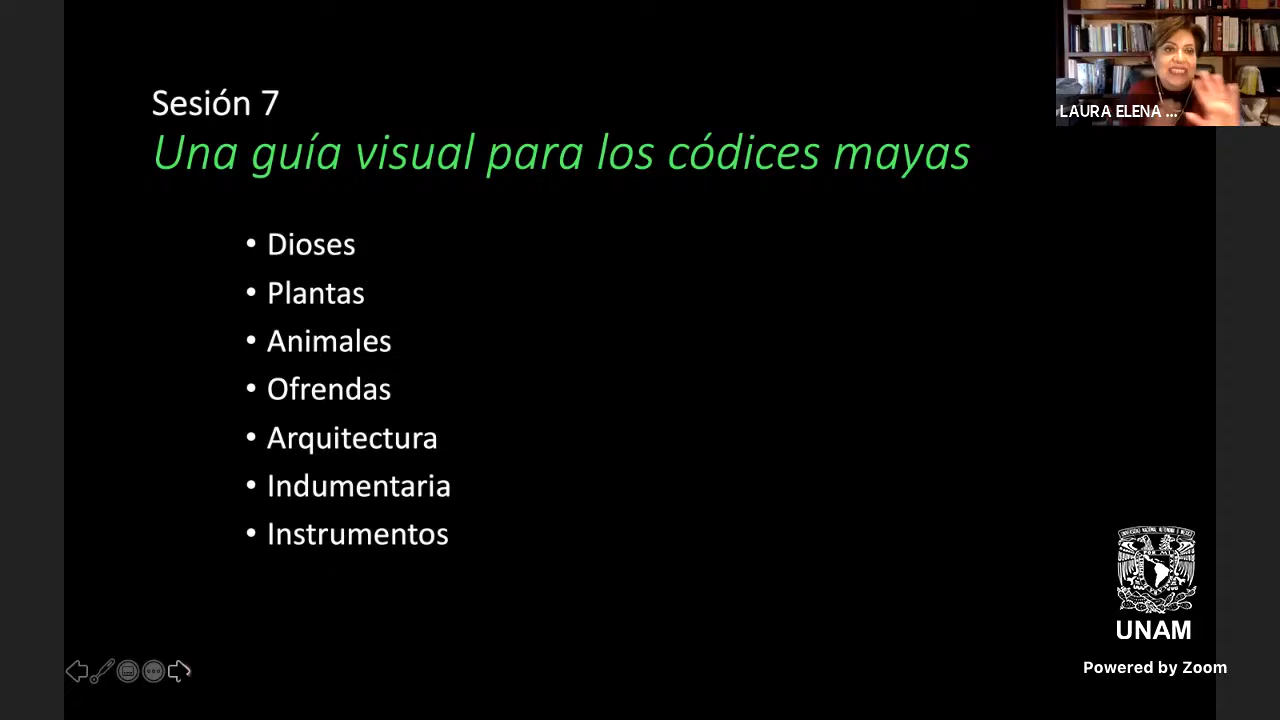 Sesión 7
Una guía visual para los códices mayas
• Dioses
• Plantas
• Animales
• Ofrendas
• Arquitectura
• Indumentaria
• Instrumentos
LAURA ELENA ...
UNAM
Powered by Zoom